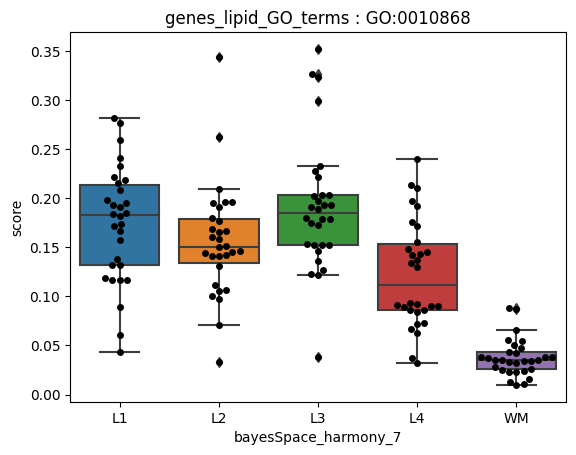 genes_lipid_GO_terms : GO:0010868
0.35
0.30
0.25
0.20
0.15
0.10
0.05
0.00
score
L1 L2 L3 L4 WM
bayesSpace_harmony_7